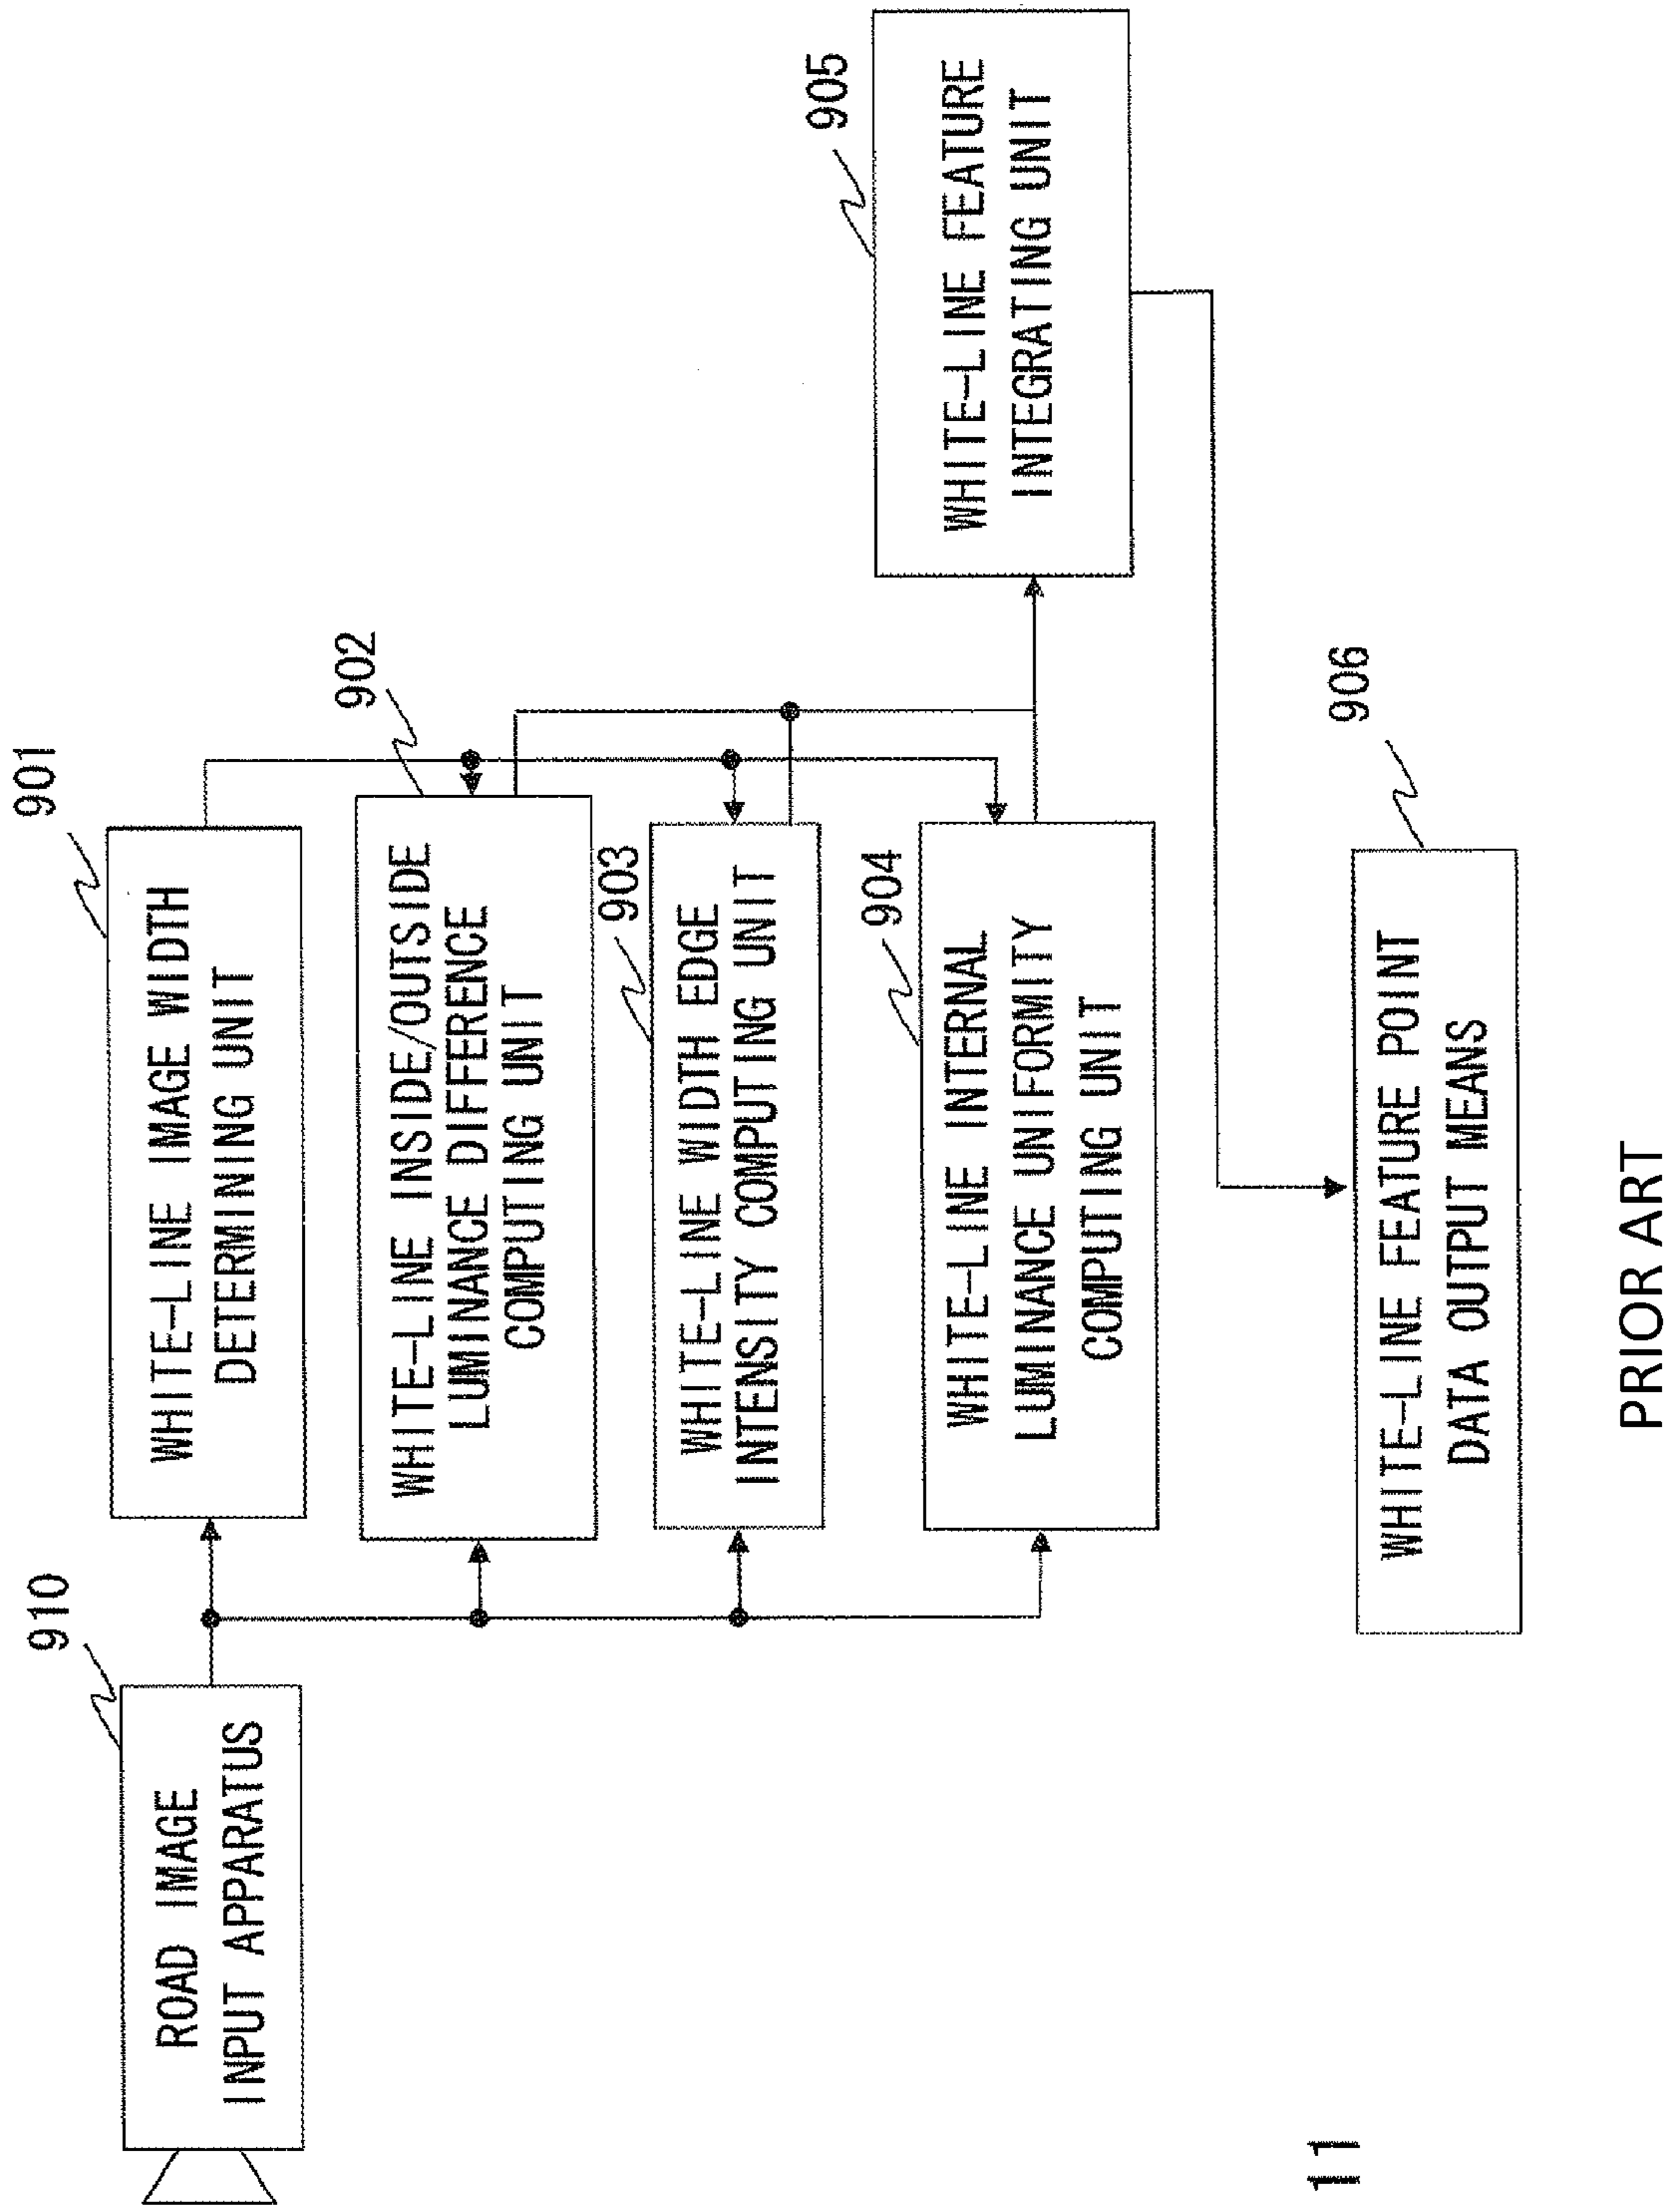 910
ROAD IMAGE
INPUT APPARATUS
901
WHITE-LINE IMAGE WIDTH
DETERMINING UNIT
902
WHITE-LINE INSIDE/OUTSIDE
LUMINANCE DIFFERENCE
COMPUTING UNIT
903
WHITE-LINE WIDTH EDGE
INTENSITY COMPUTING UNIT
904
WHITE-LINE INTERNAL
LUMINANCE UNIFORMITY
COMPUTING UNIT
905
WHITE-LINE FEATURE
INTEGRATING UNIT
906
WHITE-LINE FEATURE POINT
DATA OUTPUT MEANS
11
PRIOR ART